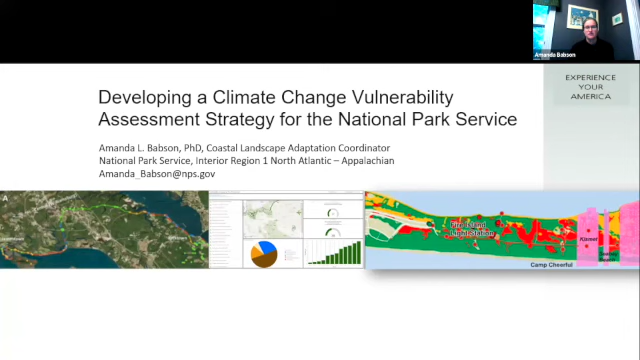 Amanda Babson
EXPERIENCE
YOUR
AMERICA
Developing a Climate Change Vulnerability
Assessment Strategy for the National Park Service
Amanda L. Babson, PhD, Coastal Landscape Adaptation Coordinator
National Park Service, Interior Region 1 North Atlantic – Appalachian
Amanda_Babson@nps.gov
A
Fire Island
Light Station
Kismet
Camp Cheerful